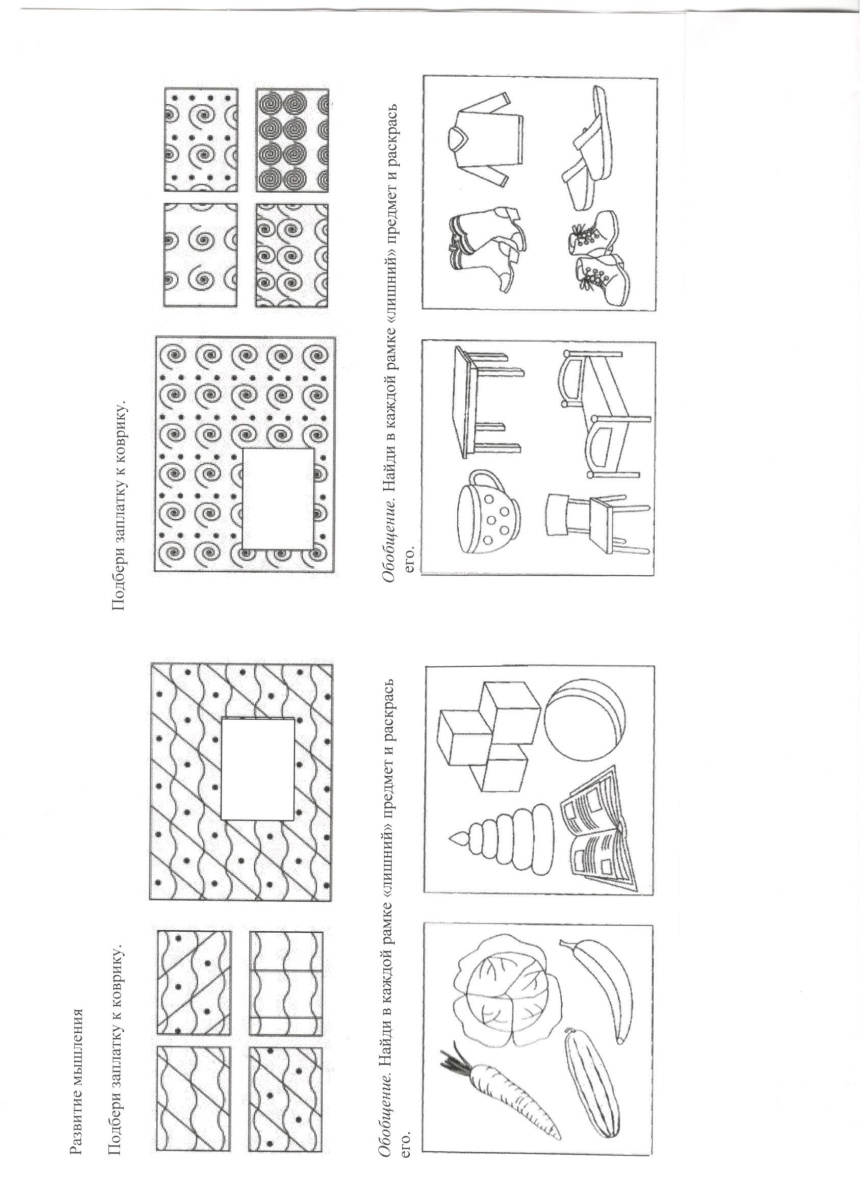 Развитие мышления
Подбери заплатку к коврику.
Обобщение. Найди в каждой рамке «лишний» предмет и раскрась
его.
Подбери заплатку к коврику.
Обобщение. Найди в каждой рамке «лишний» предмет и раскрась
его.